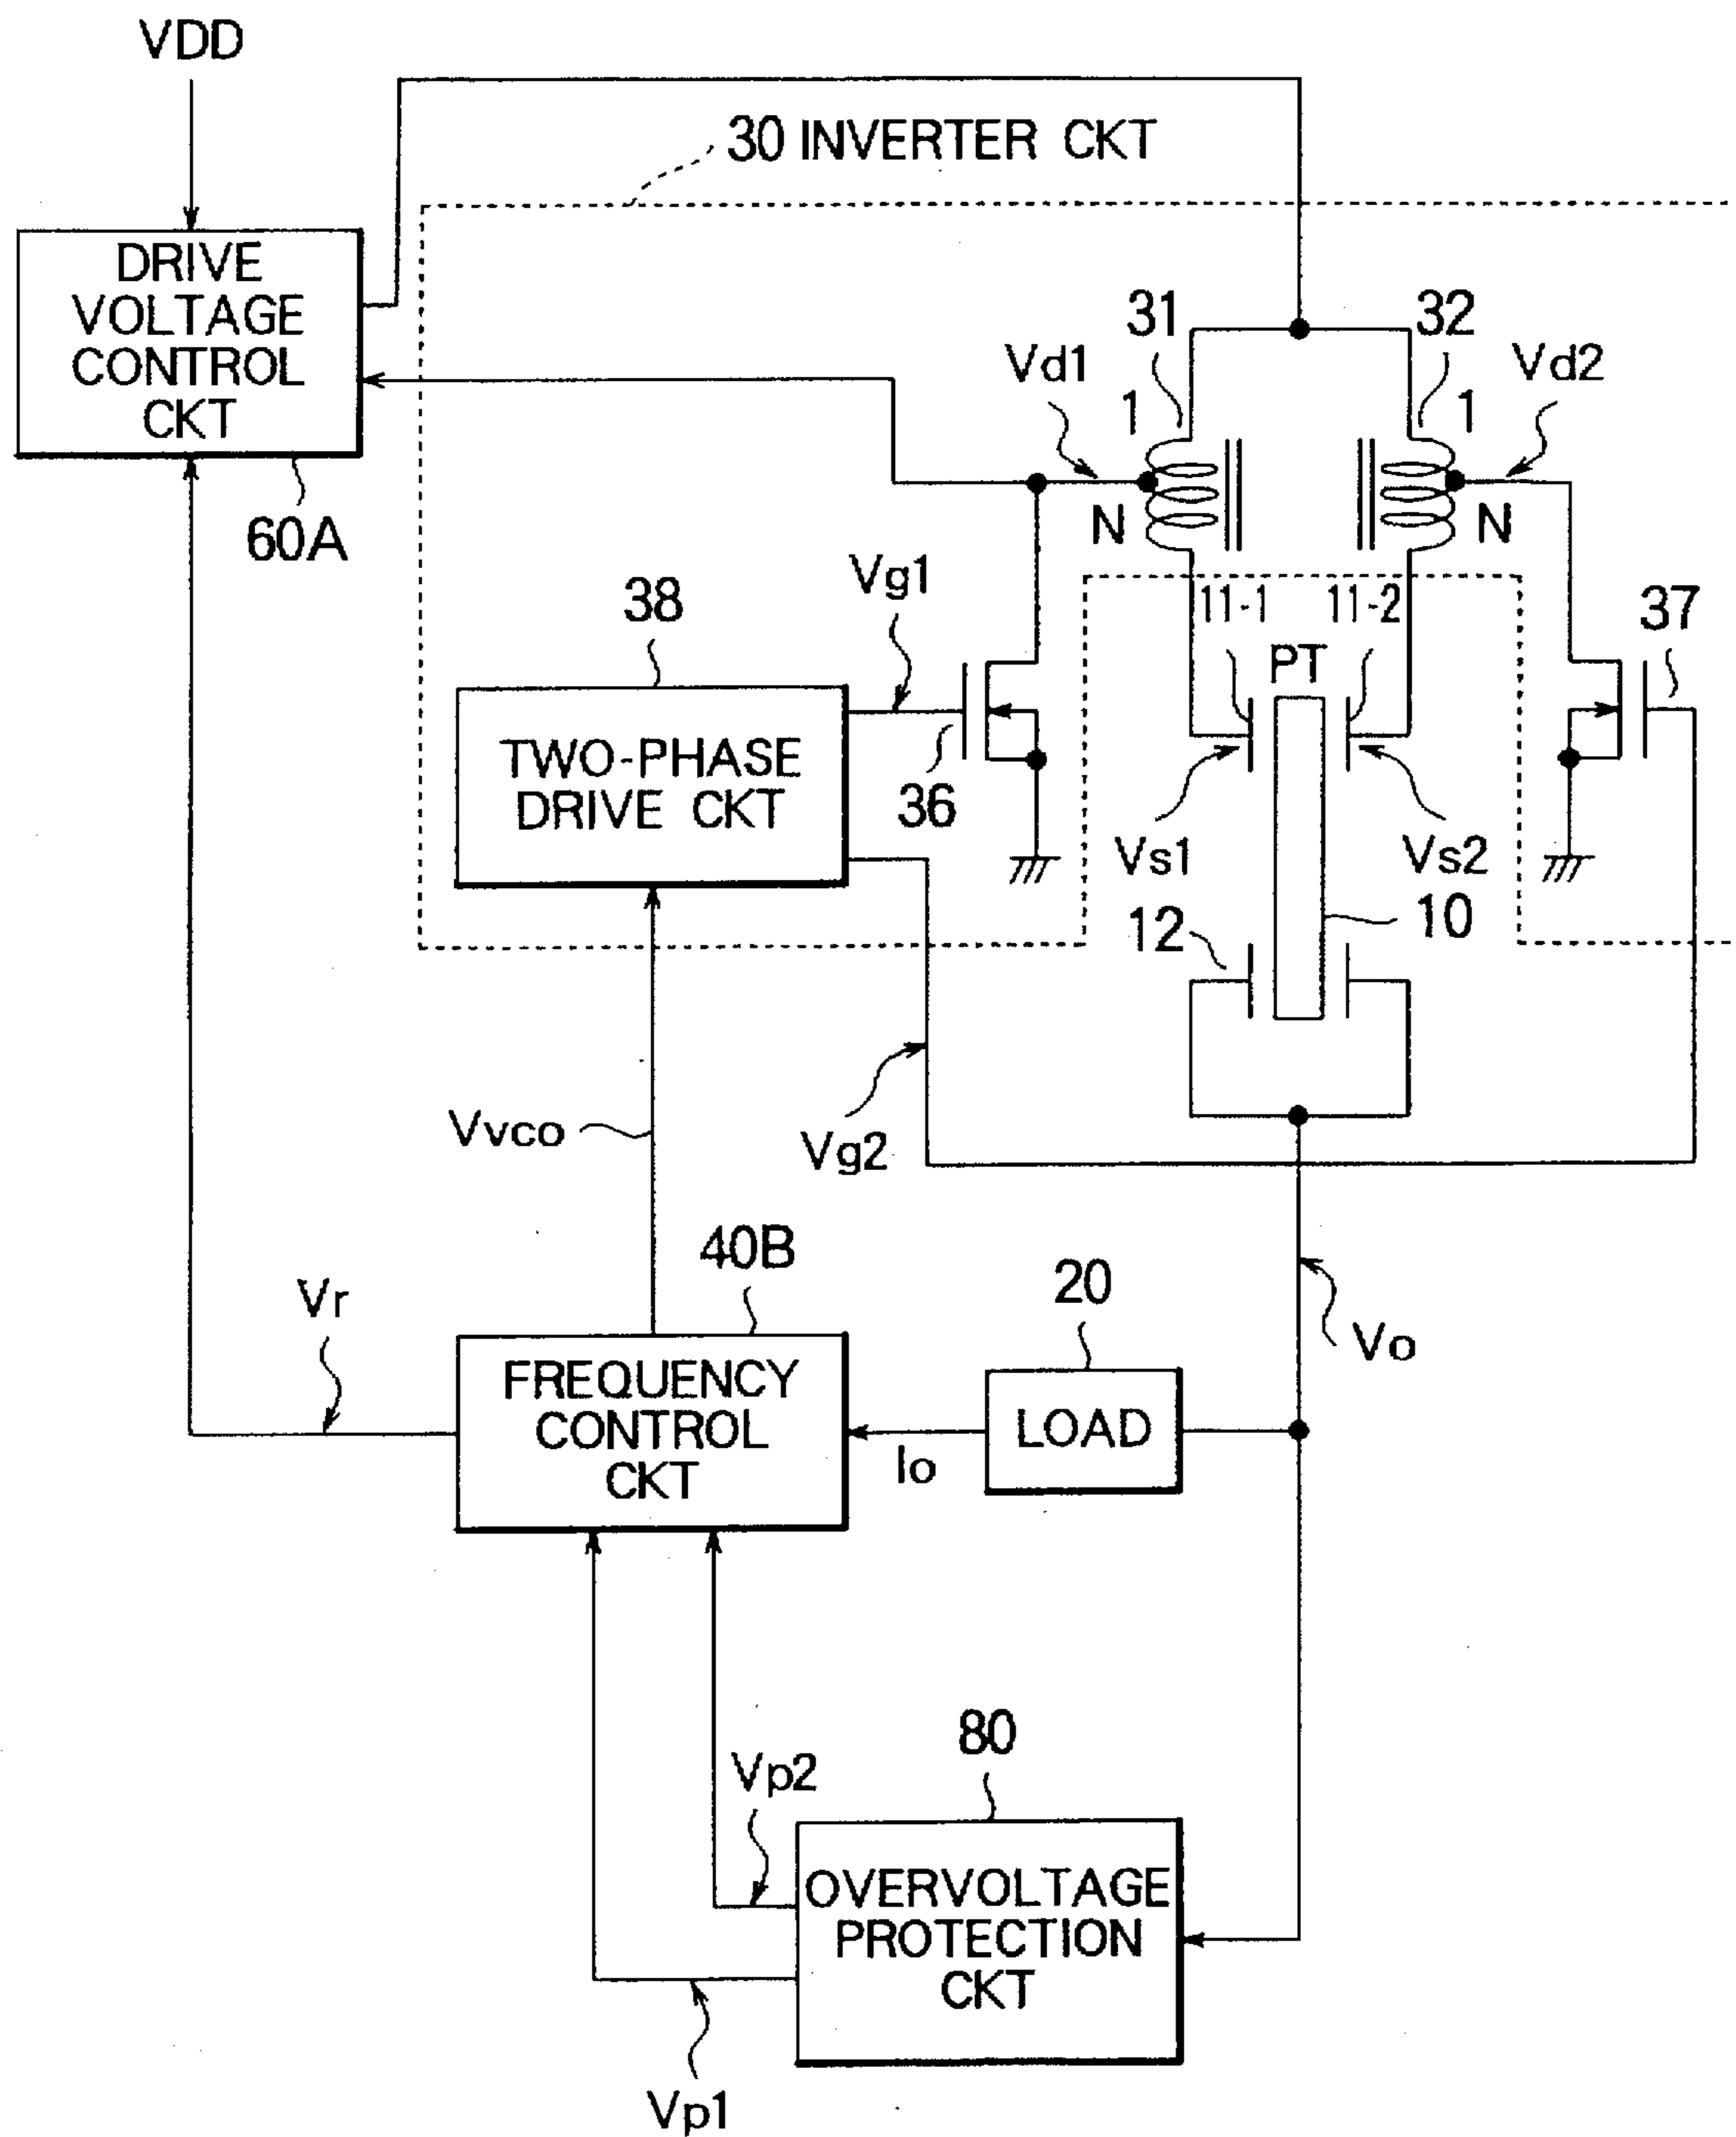 VDD
30 INVERTER CKT
DRIVE
VOLTAGE
CONTROL
CKT
60A
31
32
Vd1
Vd2
1
1
N
N
38
Vg1
11-1
11-2
37
PT
TWO-PHASE
DRIVE CKT
36
Vs1
Vs2
12
10
Vvco
Vg2
40B
20
Vr
Vo
FREQUENCY
CONTROL
CKT
Io
LOAD
80
Vp2
OVERVOLTAGE
PROTECTION
CKT
Vp1